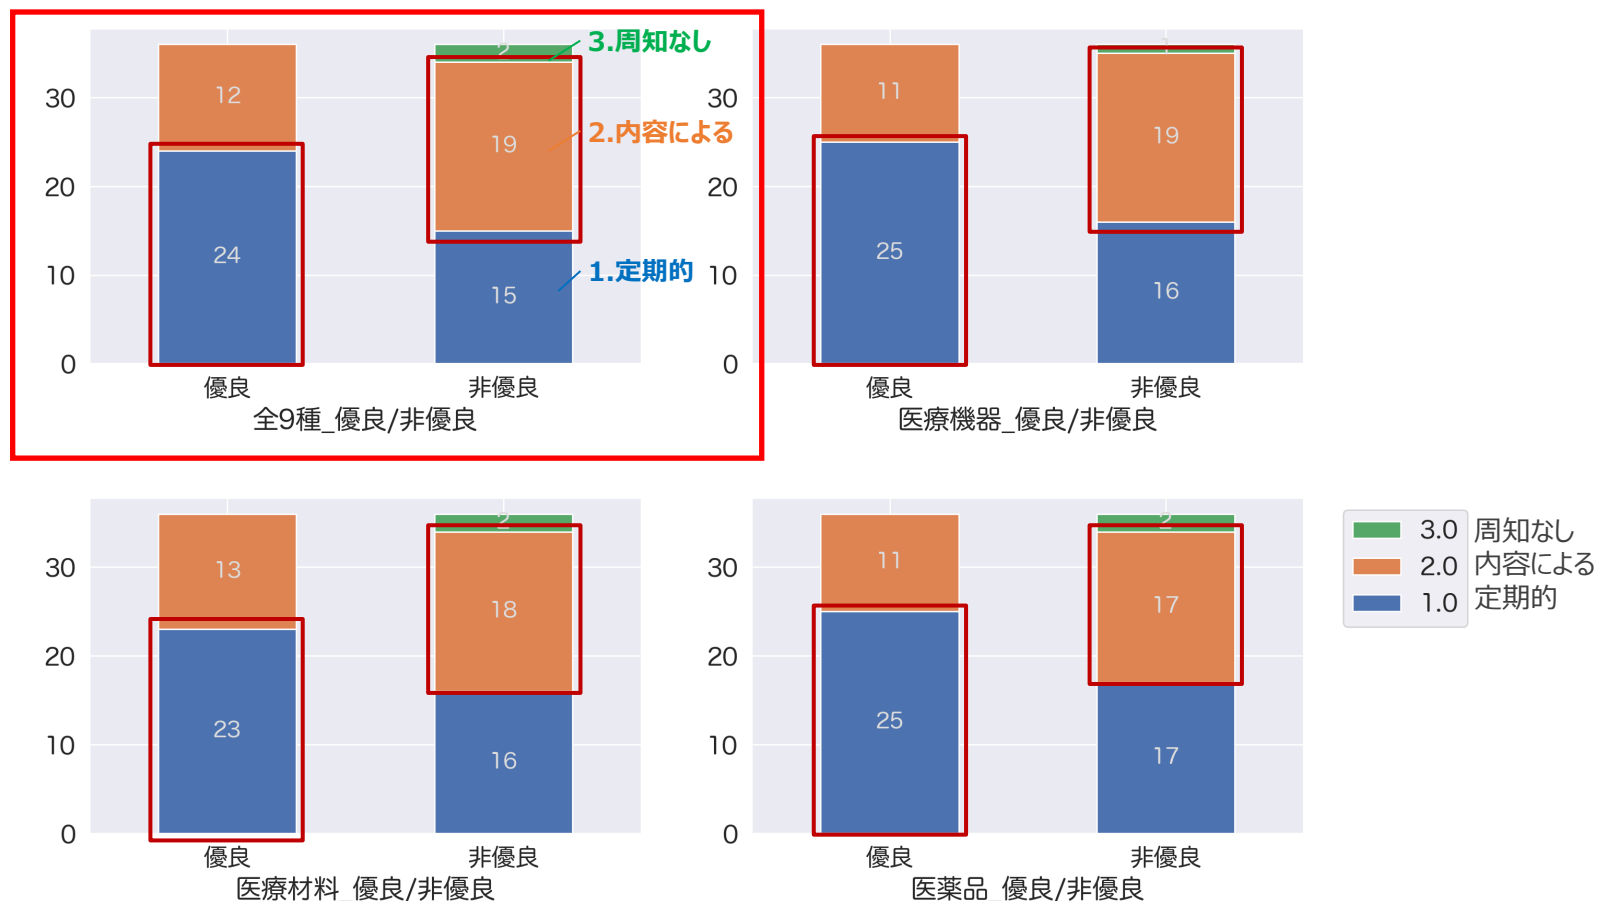 30
20
10
0
12
24
2
19
15
3.周知なし
2.内容による
1.定期的
優良
非優良
全9種_優良/非優良
30
20
10
0
11
25
1
19
16
優良
非優良
医療機器_優良/非優良
30
20
10
0
13
23
2
18
16
優良
非優良
医療材料_優良/非優良
30
20
10
0
11
25
2
17
17
優良
非優良
医薬品_優良/非優良
3.0 周知なし
2.0 内容による
1.0 定期的